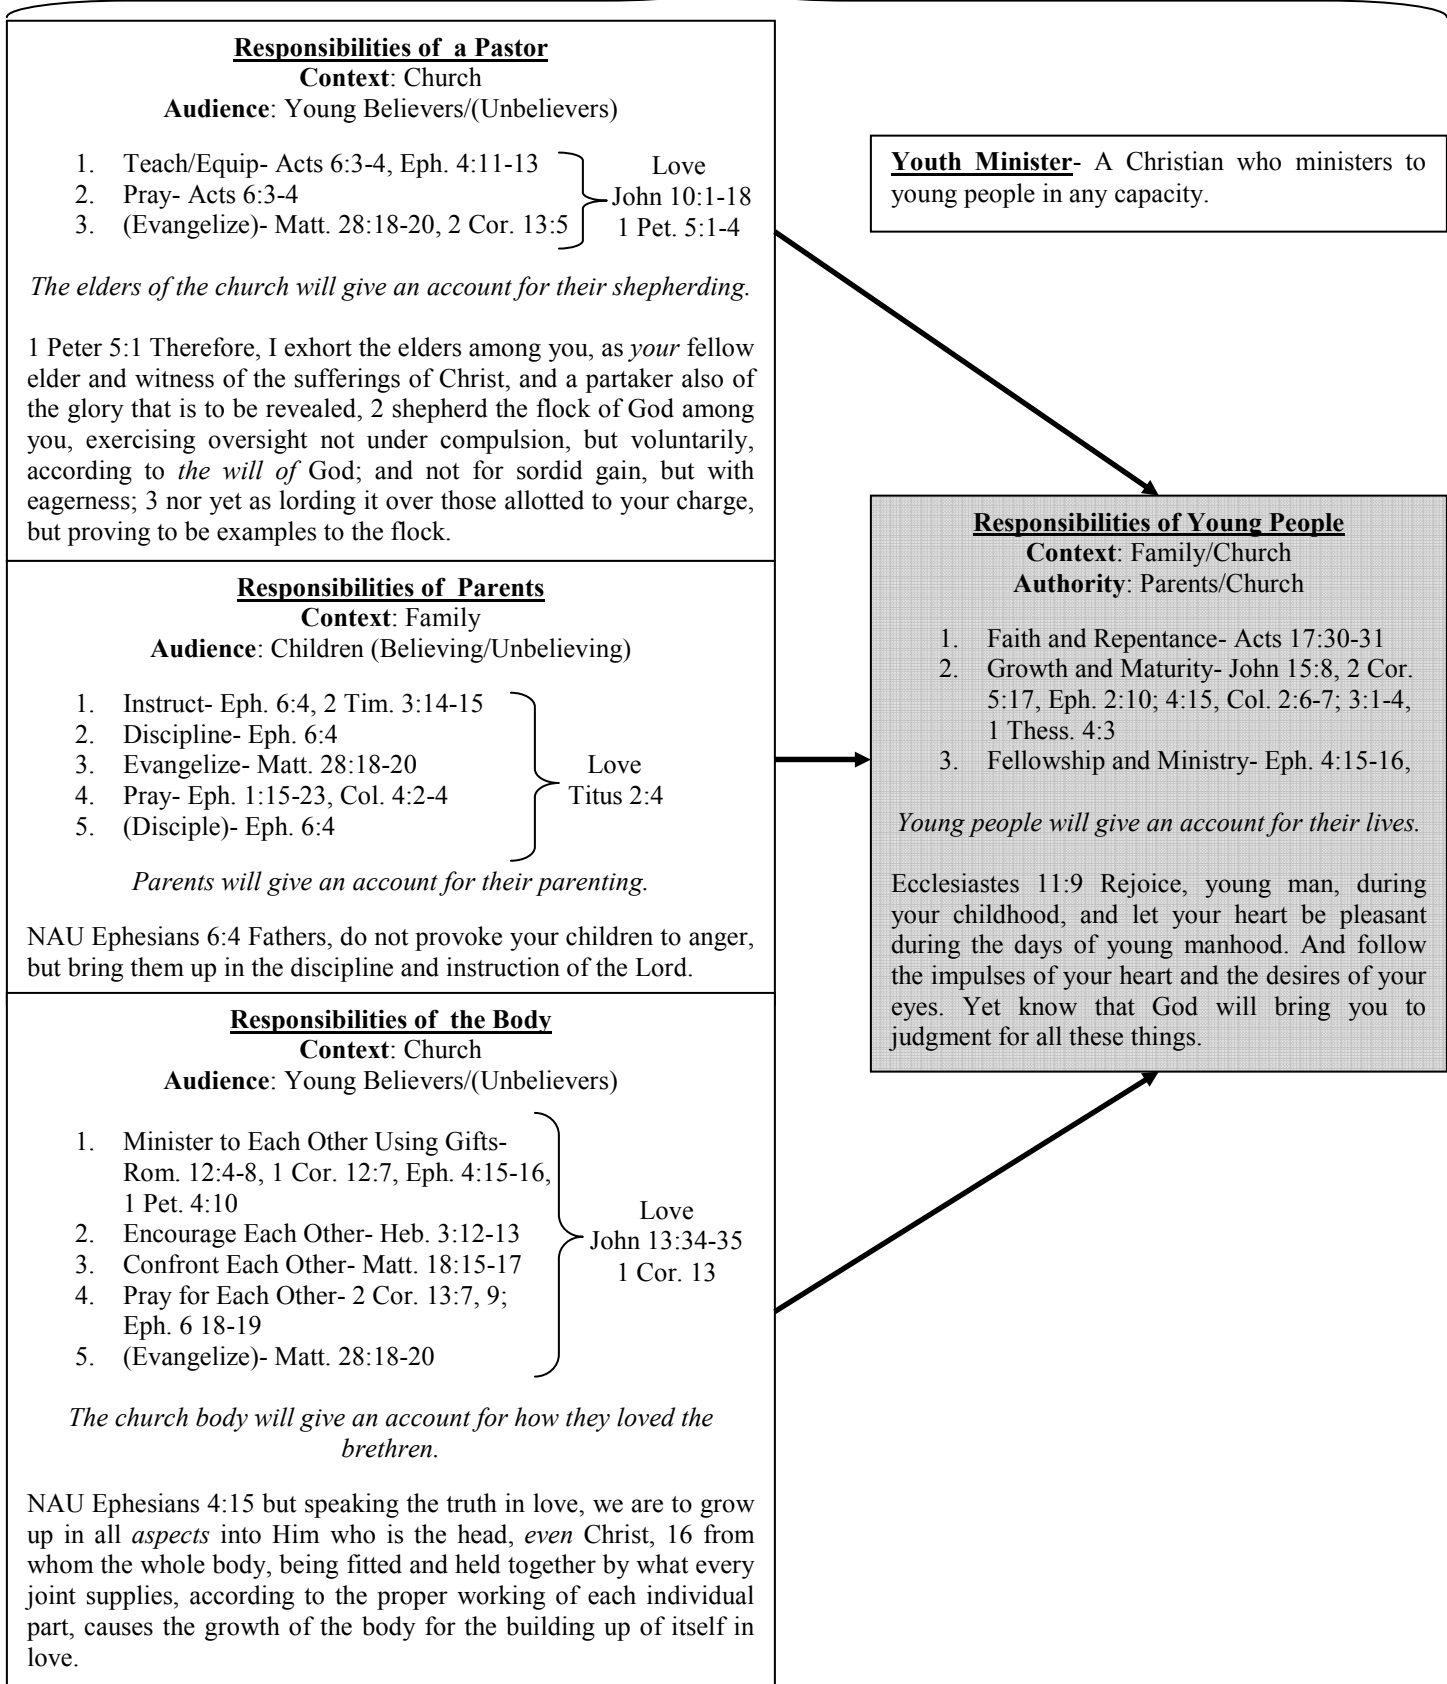 Responsibilities of  a Pastor
Context: Church
Audience: Young Believers/(Unbelievers)
1. Teach/Equip- Acts 6:3-4, Eph. 4:11-13
2. Pray- Acts 6:3-4
3. (Evangelize)- Matt. 28:18-20, 2 Cor. 13:5
Love
John 10:1-18
1 Pet. 5:1-4
The elders of the church will give an account for their shepherding.
1 Peter 5:1 Therefore, I exhort the elders among you, as your fellow
elder and witness of the sufferings of Christ, and a partaker also of
the glory that is to be revealed, 2 shepherd the flock of God among
you, exercising oversight not under compulsion, but voluntarily,
according to the will of God; and not for sordid gain, but with
eagerness; 3 nor yet as lording it over those allotted to your charge,
but proving to be examples to the flock.
Responsibilities of  Parents
Context: Family
Audience: Children (Believing/Unbelieving)
1. Instruct- Eph. 6:4, 2 Tim. 3:14-15
2. Discipline- Eph. 6:4
3. Evangelize- Matt. 28:18-20
4. Pray- Eph. 1:15-23, Col. 4:2-4
5. (Disciple)- Eph. 6:4
Love
Titus 2:4
Parents will give an account for their parenting.
NAU Ephesians 6:4 Fathers, do not provoke your children to anger,
but bring them up in the discipline and instruction of the Lord.
Responsibilities of  the Body
Context: Church
Audience: Young Believers/(Unbelievers)
1. Minister to Each Other Using Gifts-
Rom. 12:4-8, 1 Cor. 12:7, Eph. 4:15-16,
1 Pet. 4:10
2. Encourage Each Other- Heb. 3:12-13
3. Confront Each Other- Matt. 18:15-17
4. Pray for Each Other- 2 Cor. 13:7, 9;
Eph. 6 18-19
5. (Evangelize)- Matt. 28:18-20
Love
John 13:34-35
1 Cor. 13
The church body will give an account for how they loved the
brethren.
NAU Ephesians 4:15 but speaking the truth in love, we are to grow
up in all aspects into Him who is the head, even Christ, 16 from
whom the whole body, being fitted and held together by what every
joint supplies, according to the proper working of each individual
part, causes the growth of the body for the building up of itself in
love.
Youth Minister- A Christian who ministers to
young people in any capacity.
Responsibilities of Young People
Context: Family/Church
Authority: Parents/Church
1. Faith and Repentance- Acts 17:30-31
2. Growth and Maturity- John 15:8, 2 Cor.
5:17, Eph. 2:10; 4:15, Col. 2:6-7; 3:1-4,
1 Thess. 4:3
3. Fellowship and Ministry- Eph. 4:15-16,
Young people will give an account for their lives.
Ecclesiastes 11:9 Rejoice, young man, during
your childhood, and let your heart be pleasant
during the days of young manhood. And follow
the impulses of your heart and the desires of your
eyes. Yet know that God will bring you to
judgment for all these things.